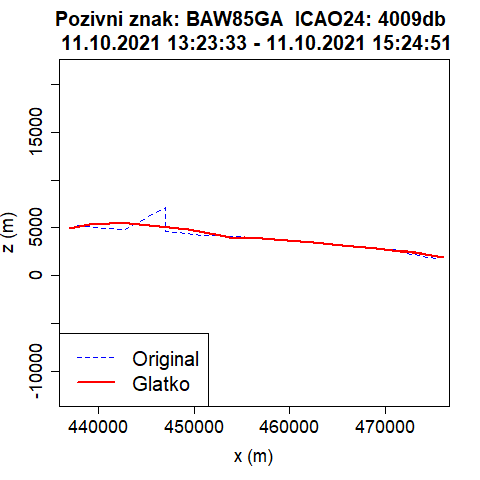 Pozivni znak: BAW85GA ICAO24: 4009db
11.10.2021 13:23:33 - 11.10.2021 15:24:51
15000
5000
0
-10000
z (m)
Original
Glatko
440000 450000 460000 470000
x (m)